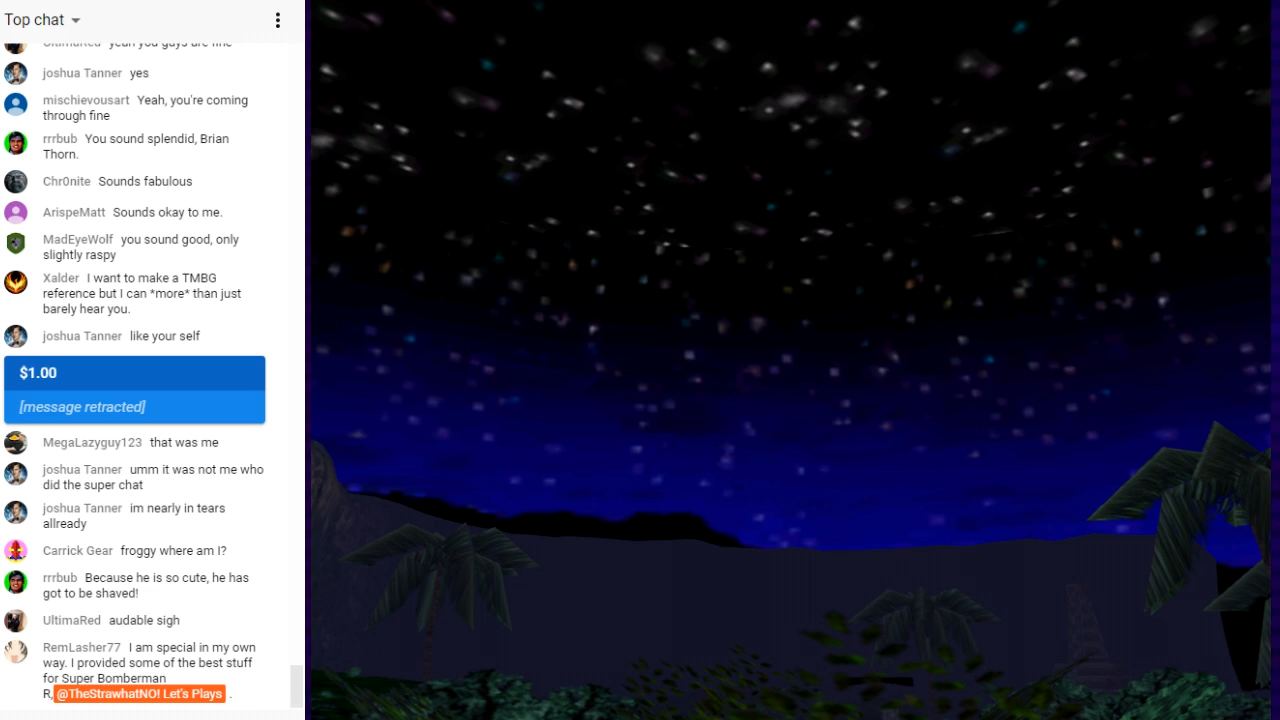 Top chat
UltimaRed yeah you guys are fine
joshua Tanner yes
mischievousart Yeah, you're coming
through fine
rrrbub You sound splendid, Brian
Thorn.
Chr0nite Sounds fabulous
ArispeMatt Sounds okay to me.
MadEyeWolf you sound good, only
slightly raspy
Xalder I want to make a TMBG
reference but I can *more* than just
barely hear you.
joshua Tanner like your self
$1.00
[message retracted]
MegaLazyguy123 that was me
joshua Tanner umm it was not me who
did the super chat
joshua Tanner im nearly in tears
allready
Carrick Gear froggy where am I?
rrrbub Because he is so cute, he has
got to be shaved!
UltimaRed audable sigh
RemLasher77 I am special in my own
way. I provided some of the best stuff
for Super Bomberman
R, @TheStrawhatNO! Let's Plays .